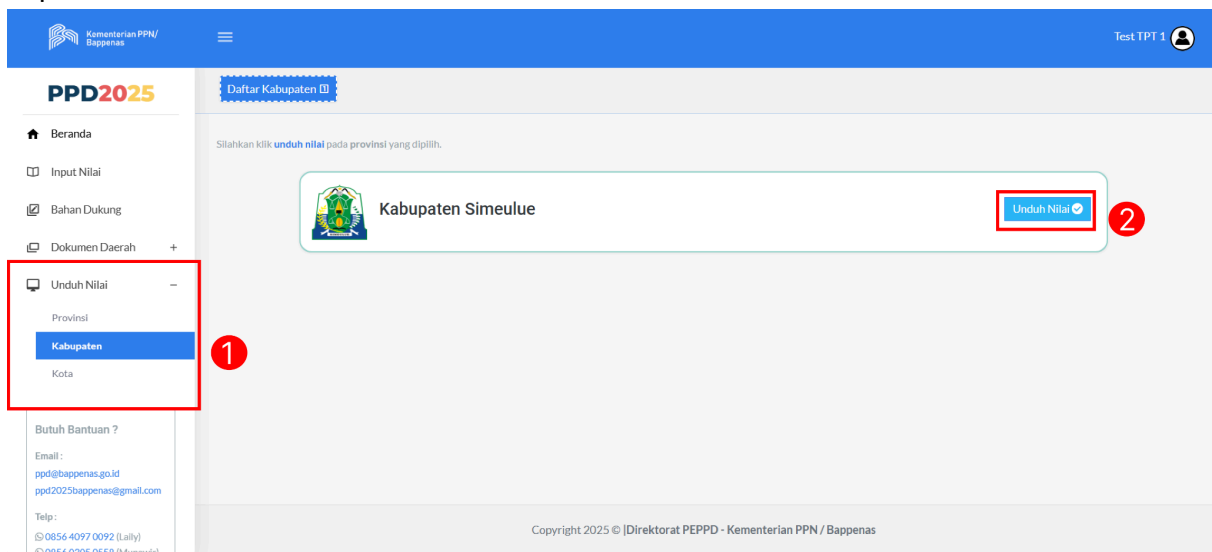 Kementerian PPN/
Bappenas
Test TPT 1
PPD2025
Daftar Kabupaten
Beranda
Silahkan klik unduh nilai pada provinsi yang dipilih.
Input Nilai
Bahan Dukung
Kabupaten Simeulue
Unduh Nilai
2
Dokumen Daerah +
Unduh Nilai −
Provinsi
Kabupaten
1
Kota
Butuh Bantuan ?
Email :
ppd@bappenas.go.id
ppd2025bappenas@gmail.com
Telp :
0856 4097 0092 (Laily)
Copyright 2025 © |Direktorat PEPPD - Kementerian PPN / Bappenas